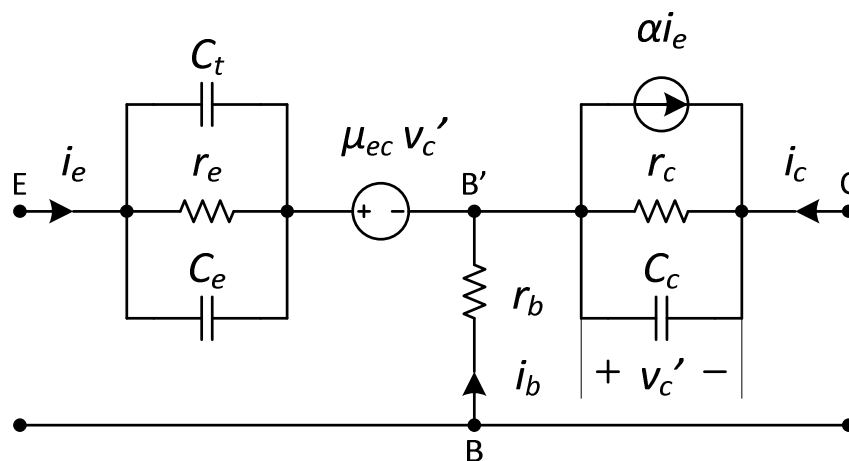 C_t
αi_e
μ_ec v_c'
i_e
r_e
r_c
i_c
E
B'
C
C_e
C_c
r_b
i_b
+ v_c' −
B